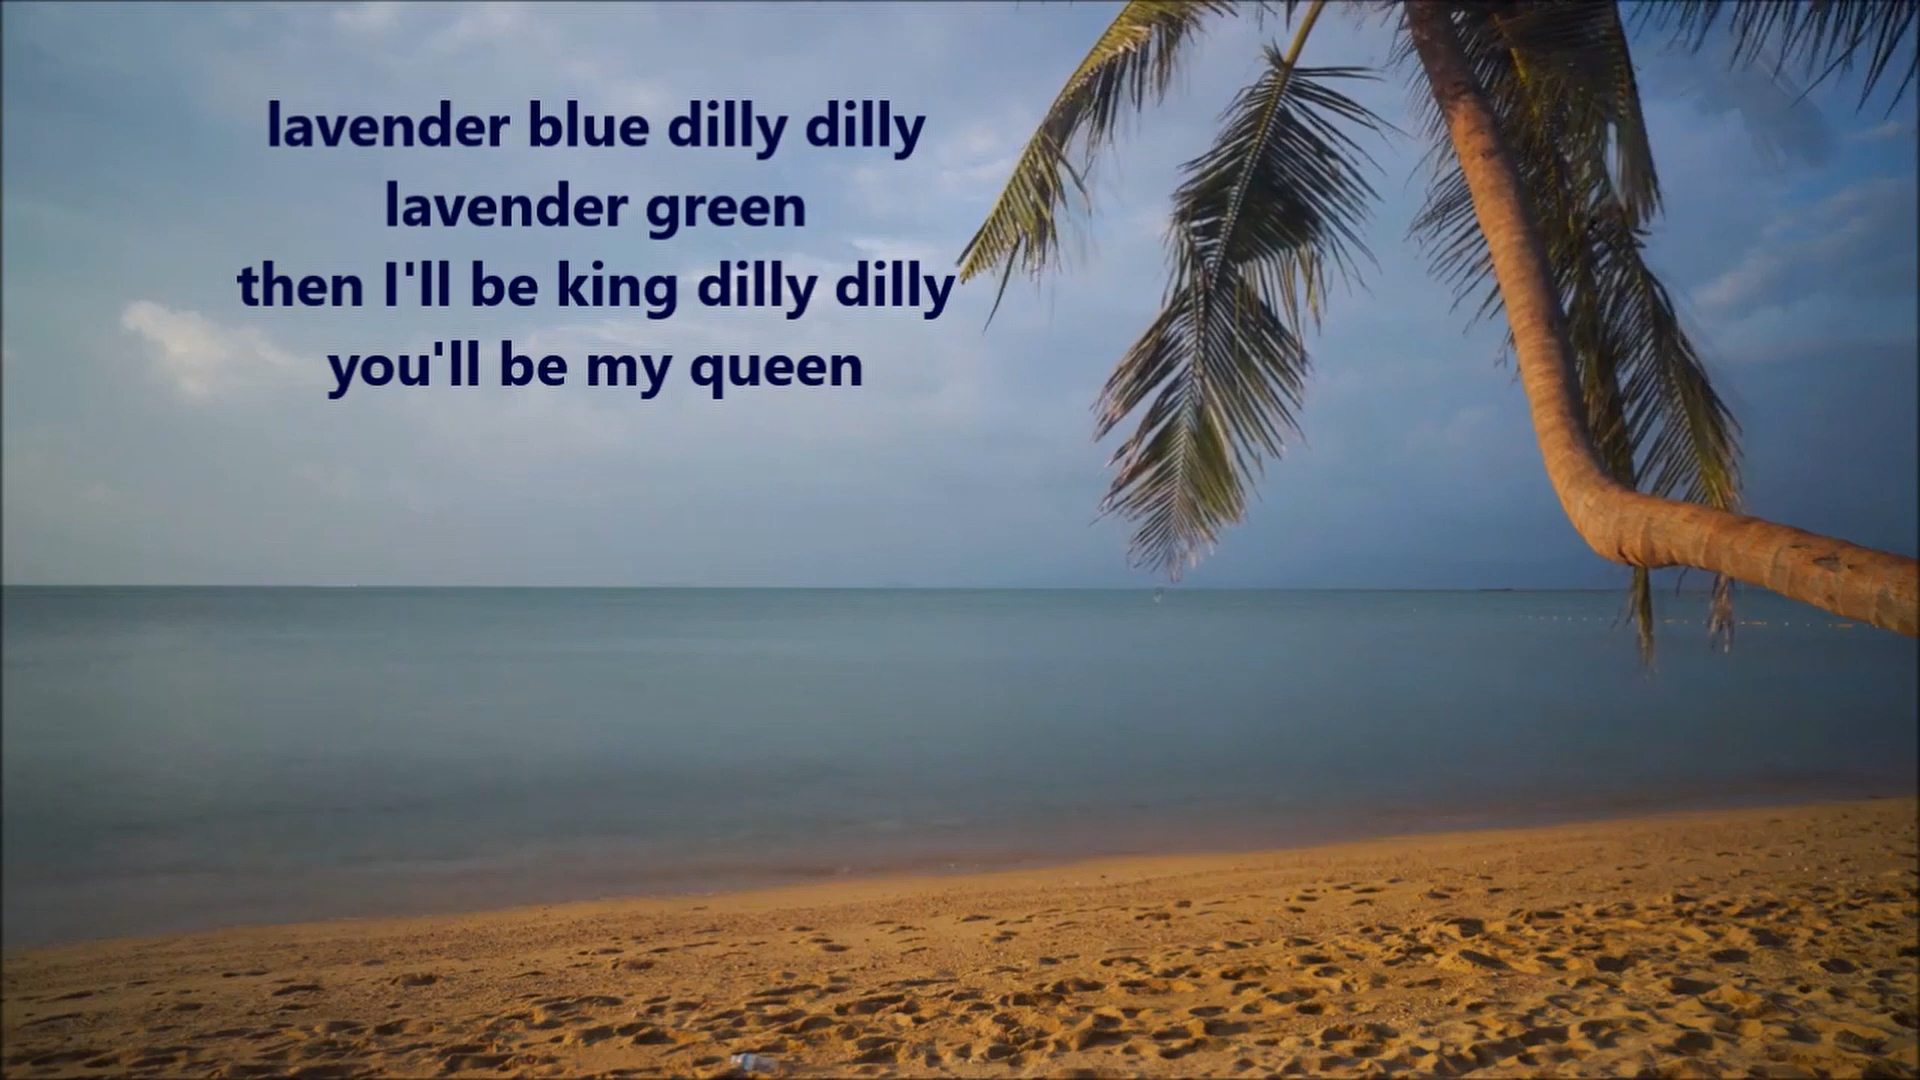 lavender blue dilly dilly
lavender green
then I'll be king dilly dilly
you'll be my queen